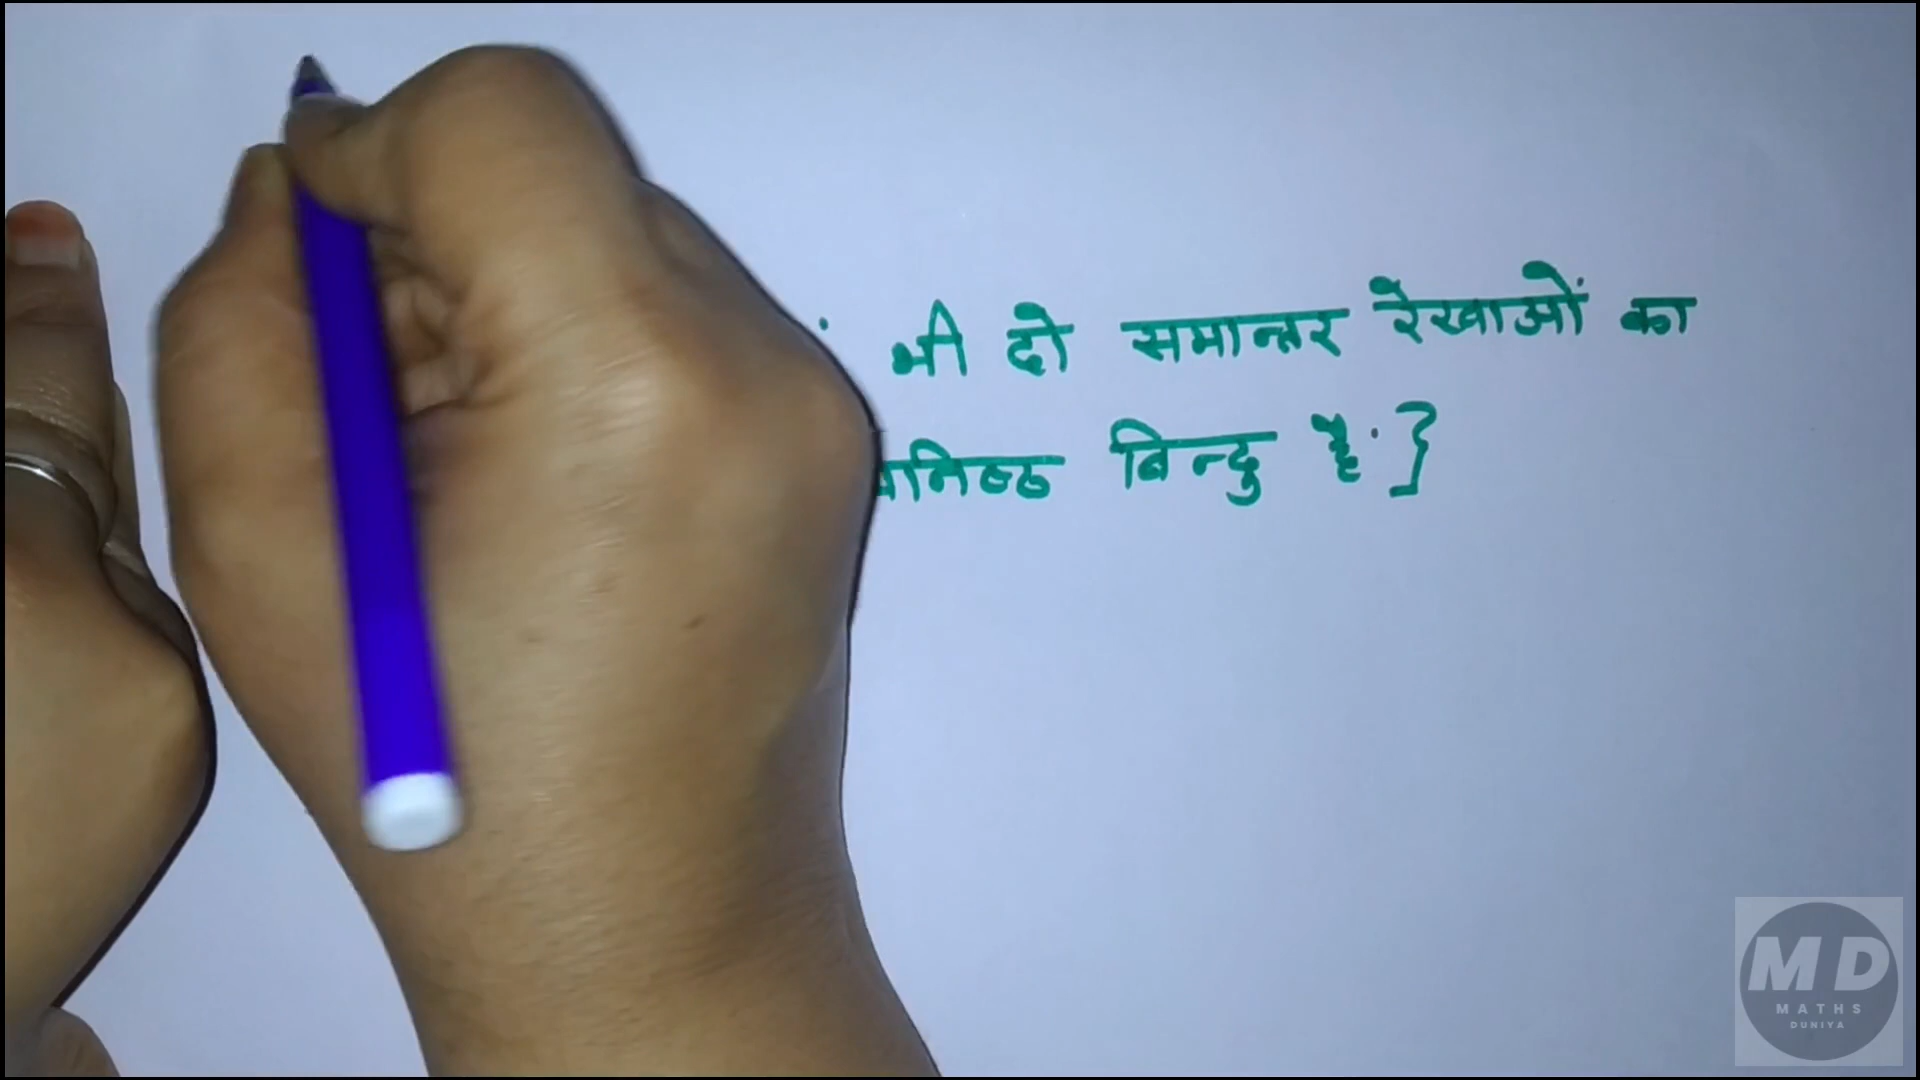 भी दो समान्तर रेखाओं का
बिन्दु है }
MD
MATHS
DUNIYA